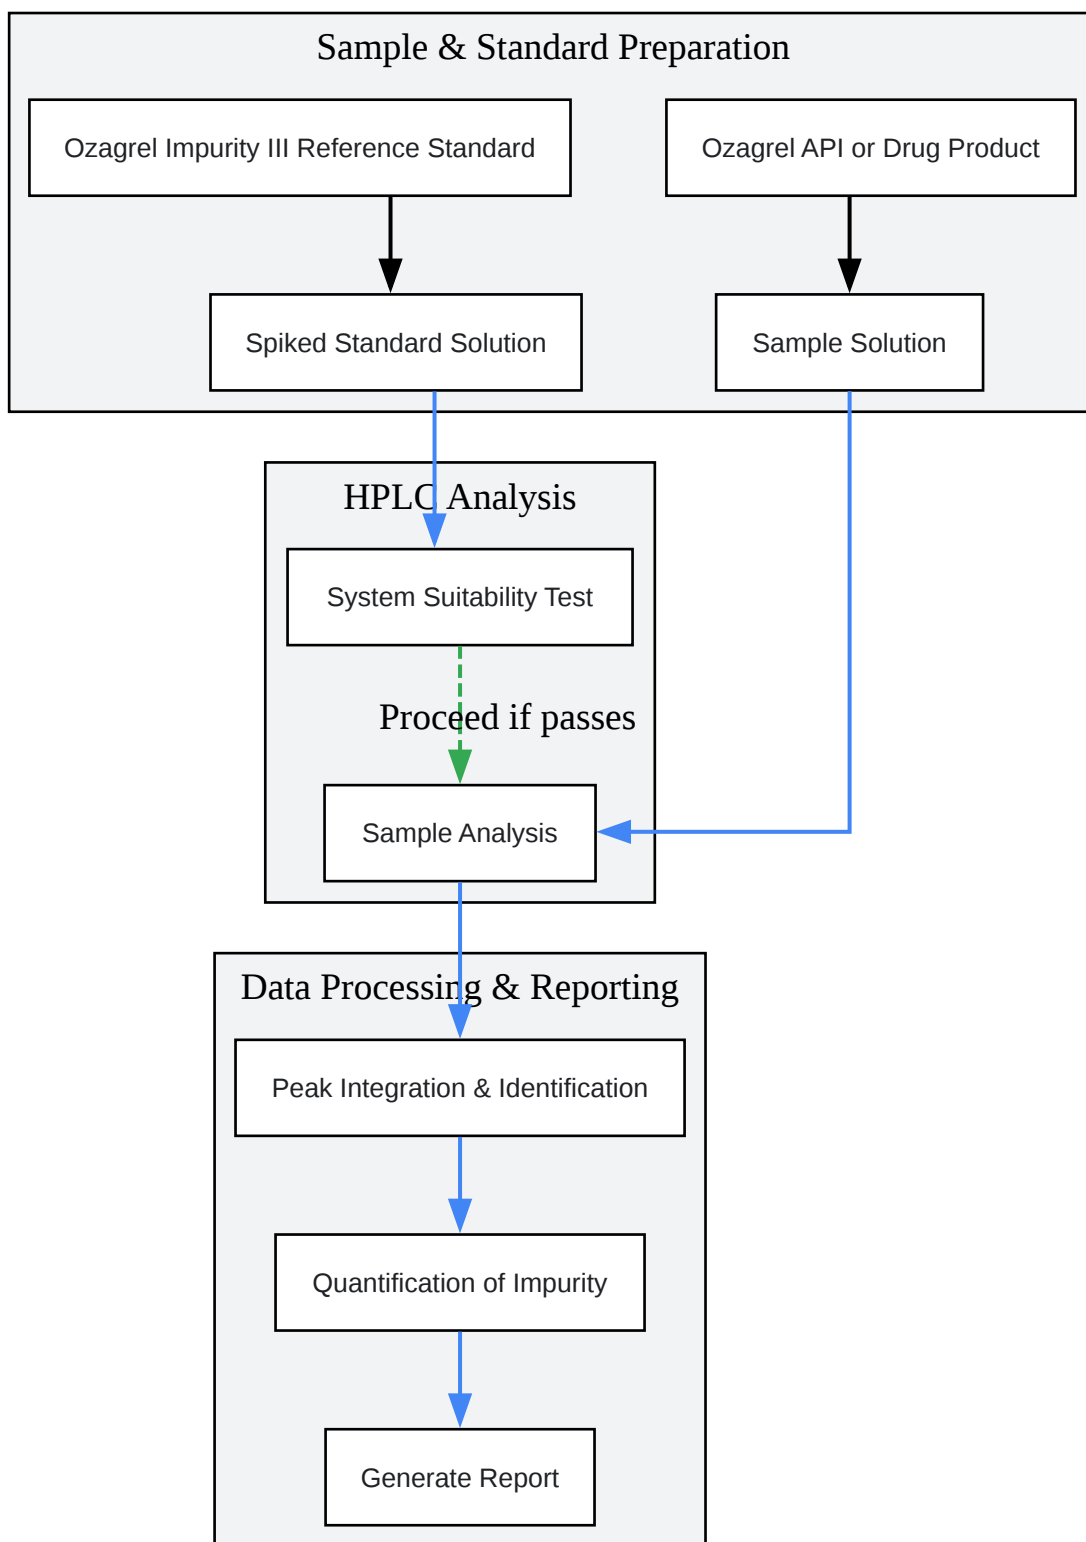 Sample & Standard Preparation
Ozagrel Impurity III Reference Standard
Ozagrel API or Drug Product
Spiked Standard Solution
Sample Solution
HPLC Analysis
System Suitability Test
Proceed if passes
Sample Analysis
Data Processing & Reporting
Peak Integration & Identification
Quantification of Impurity
Generate Report